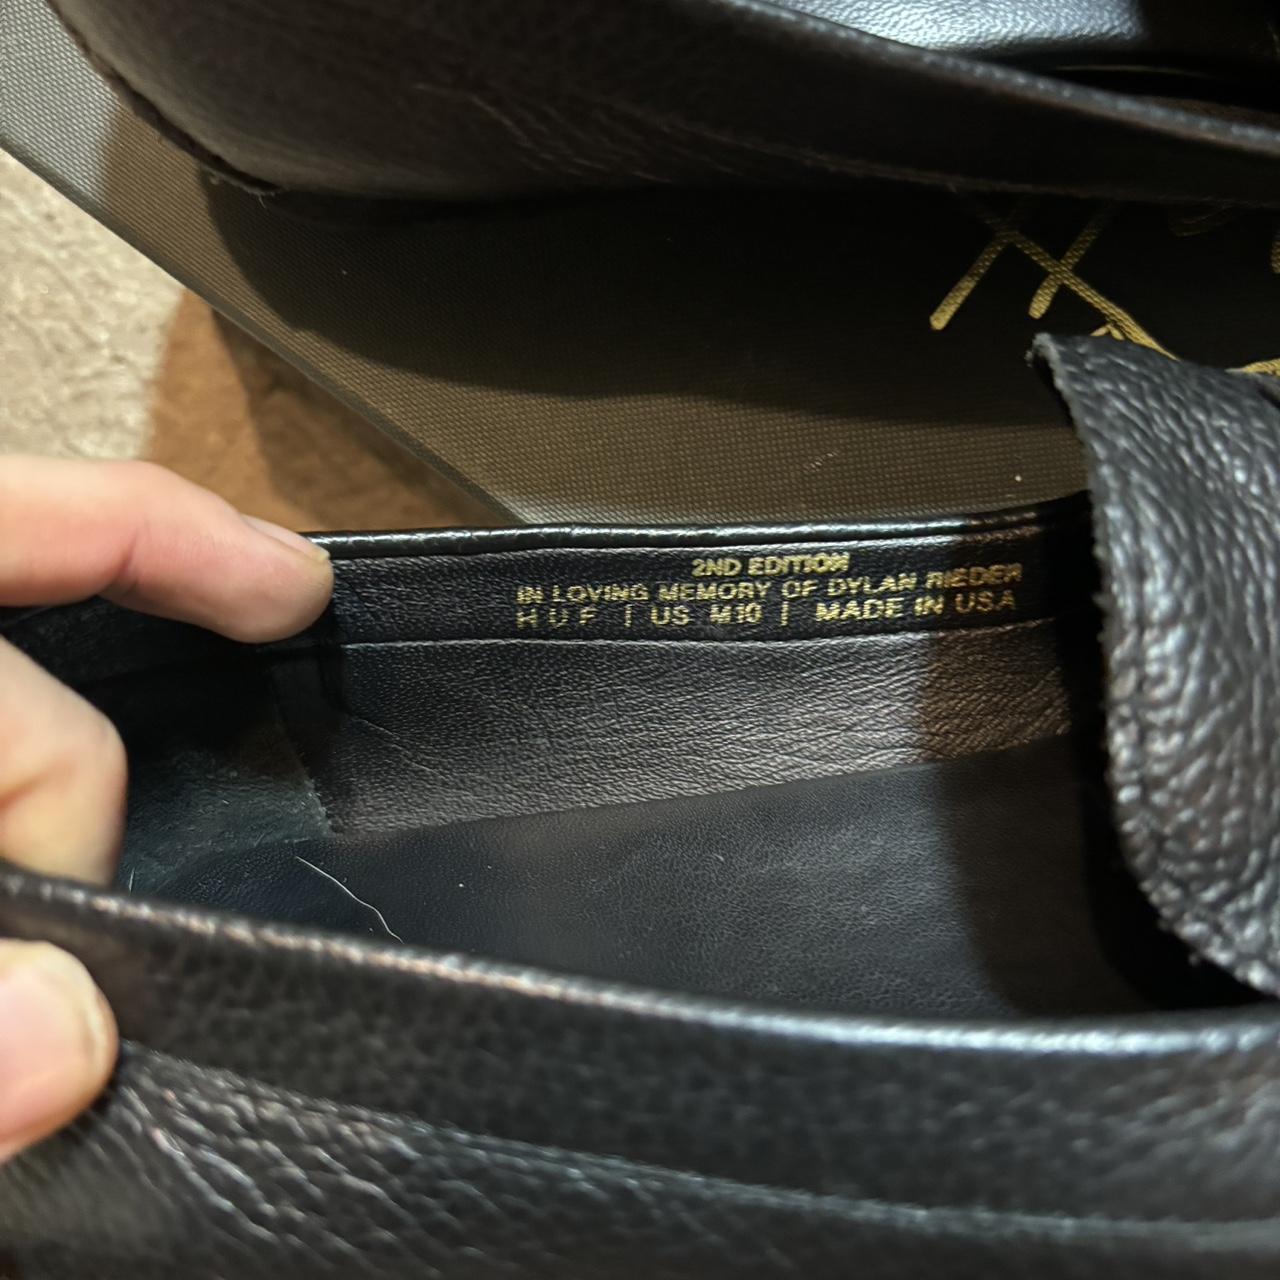 2ND EDITION
IN LOVING MEMORY OF DYLAN RIEDER
HUF | US M10 | MADE IN USA